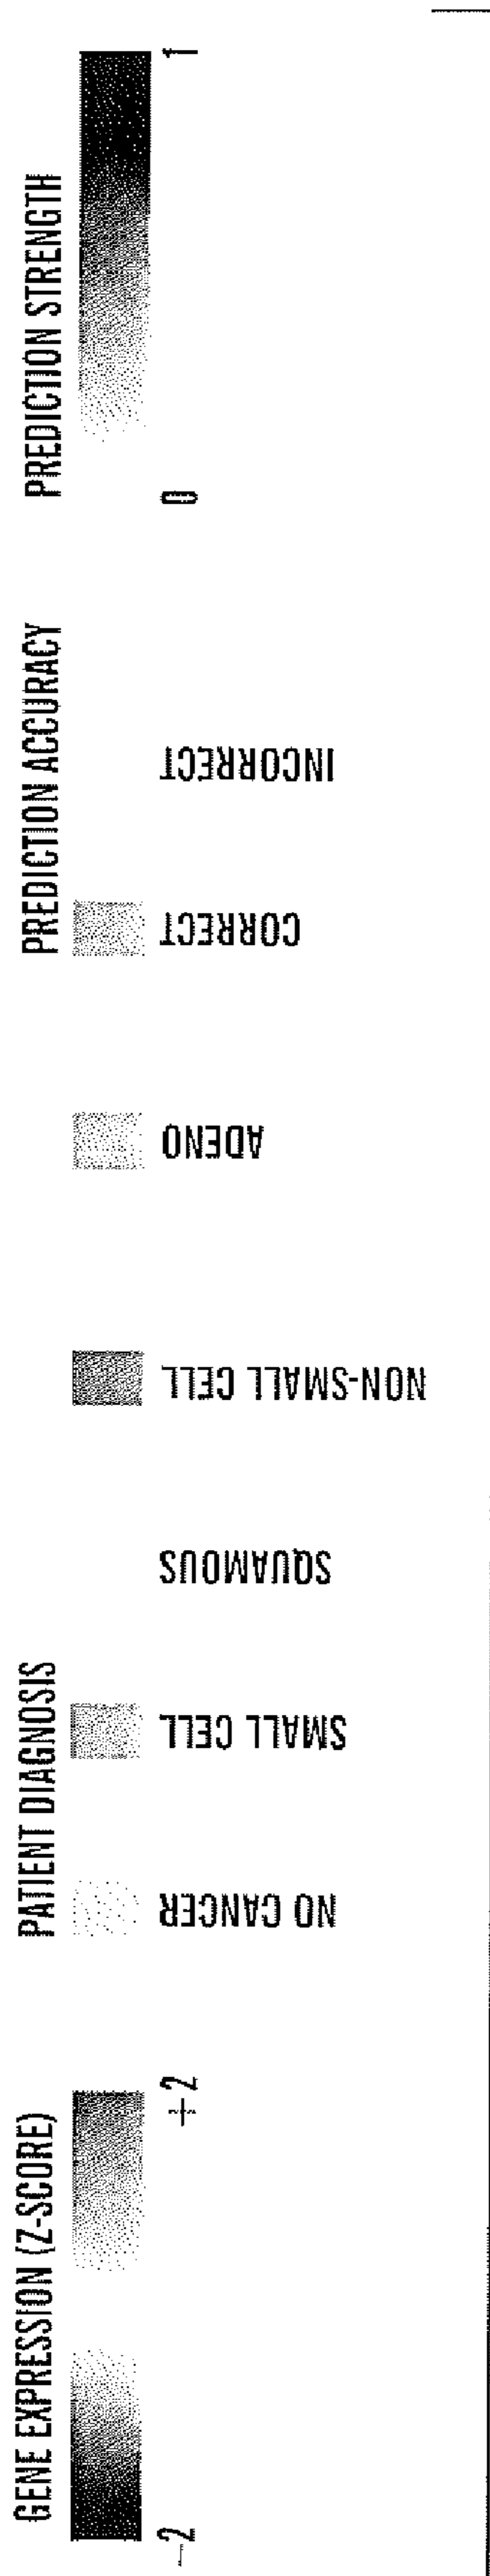 GENE EXPRESSION (Z-SCORE)
-2
+2
PATIENT DIAGNOSIS
NO CANCER
SMALL CELL
SQUAMOUS
NON-SMALL CELL
ADENO
PREDICTION ACCURACY
CORRECT
INCORRECT
PREDICTION STRENGTH
0
1